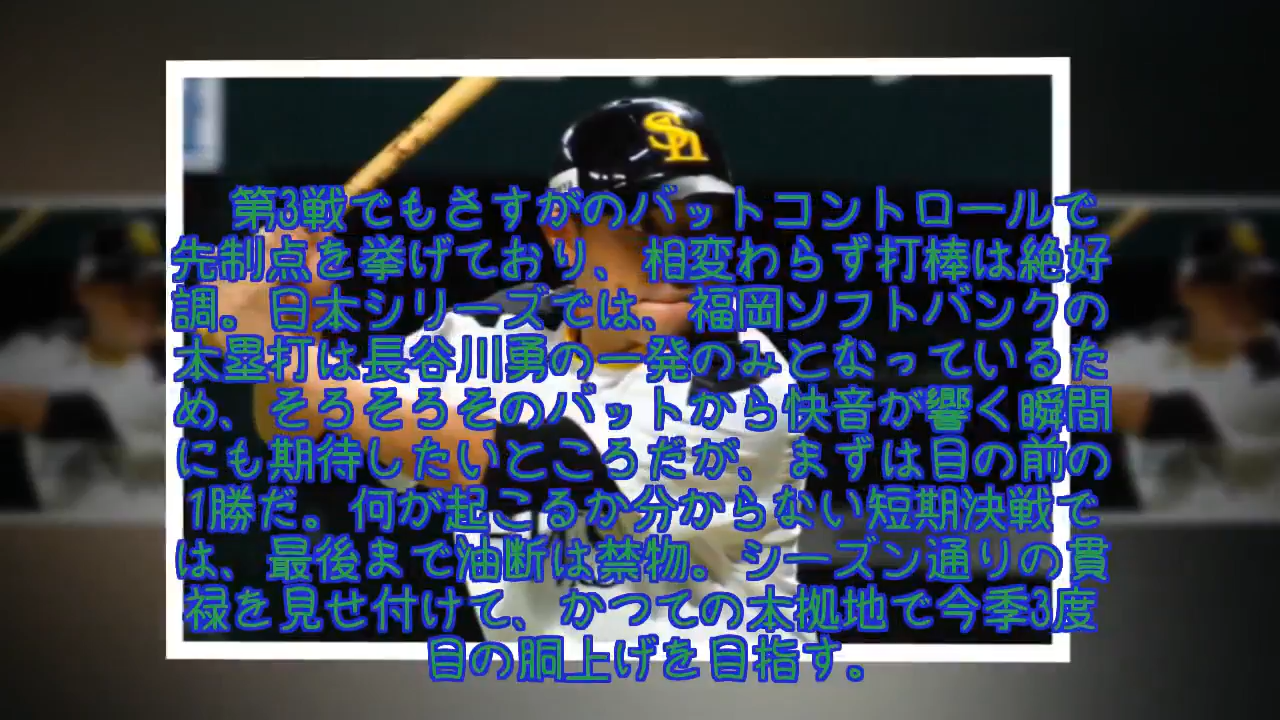 第3戦でもさすがのバットコントロールで
先制点を挙げており、相変わらず打棒は絶好
調。日本シリーズでは、福岡ソフトバンクの
本塁打は長谷川勇の一発のみとなっているた
め、そろそろそのバットから快音が響く瞬間
にも期待したいところだが、まずは目の前の
1勝だ。何が起こるか分からない短期決戦で
は、最後まで油断は禁物。シーズン通りの貫
禄を見せ付けて、かつての本拠地で今季3度
目の胴上げを目指す。
Sh